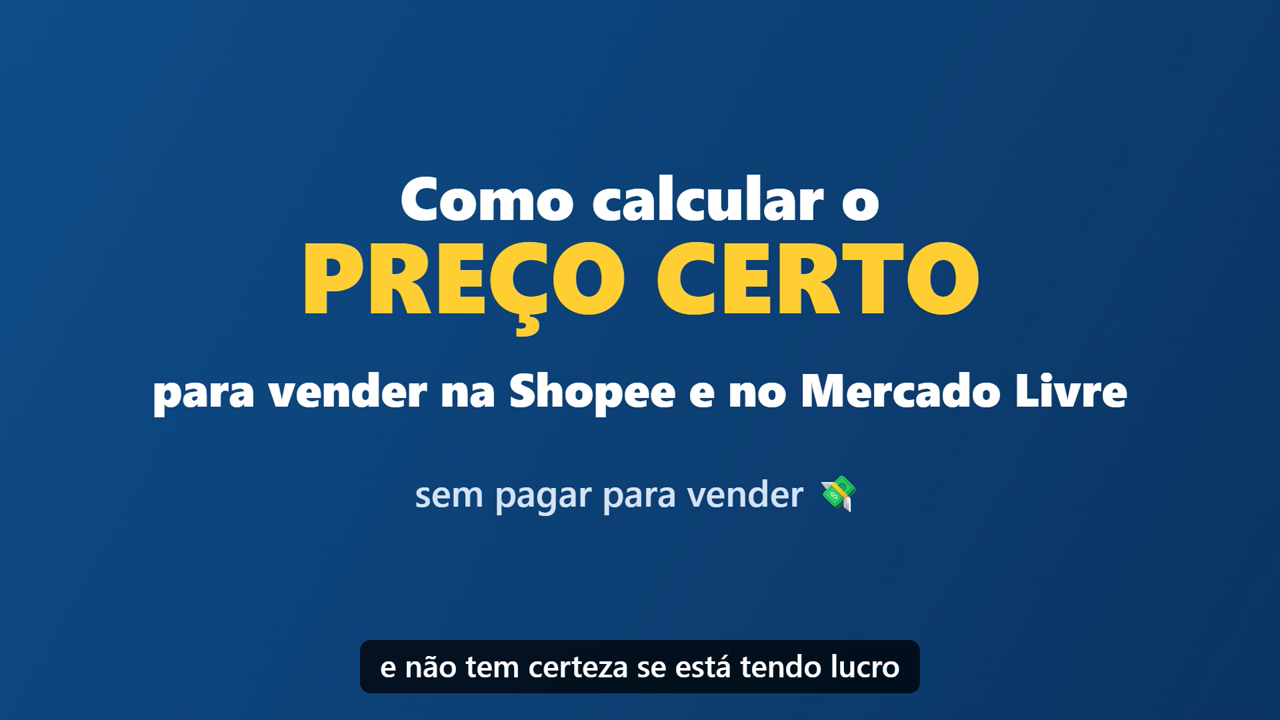 Como calcular o
PREÇO CERTO
para vender na Shopee e no Mercado Livre
sem pagar para vender 💸
e não tem certeza se está tendo lucro